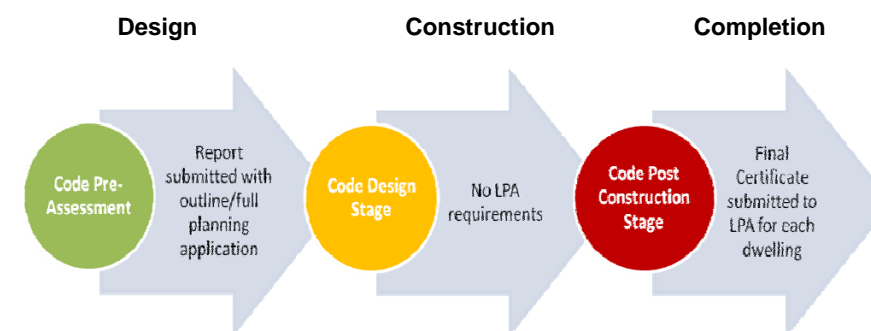 Design
Construction
Completion
Code Pre-
Assessment
Report
submitted with
outline/full
planning
application
Code Design
Stage
No LPA
requirements
Code Post
Construction
Stage
Final
Certificate
submitted to
LPA for each
dwelling